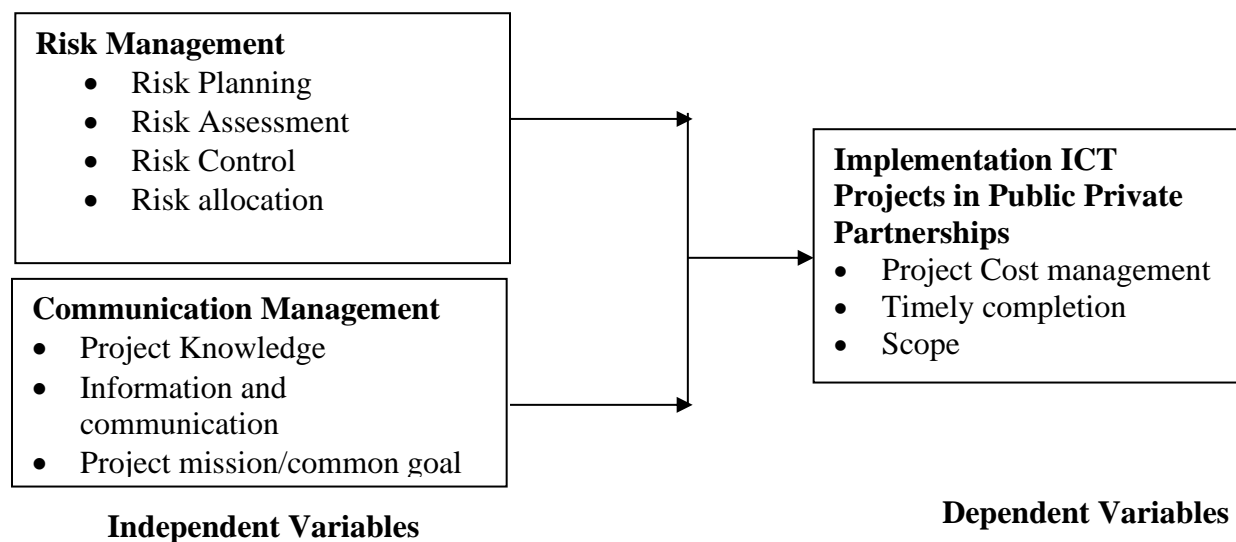 Risk Management
• Risk Planning
• Risk Assessment
• Risk Control
• Risk allocation
Communication Management
• Project Knowledge
• Information and
communication
• Project mission/common goal
Independent Variables
Implementation ICT
Projects in Public Private
Partnerships
• Project Cost management
• Timely completion
• Scope
Dependent Variables